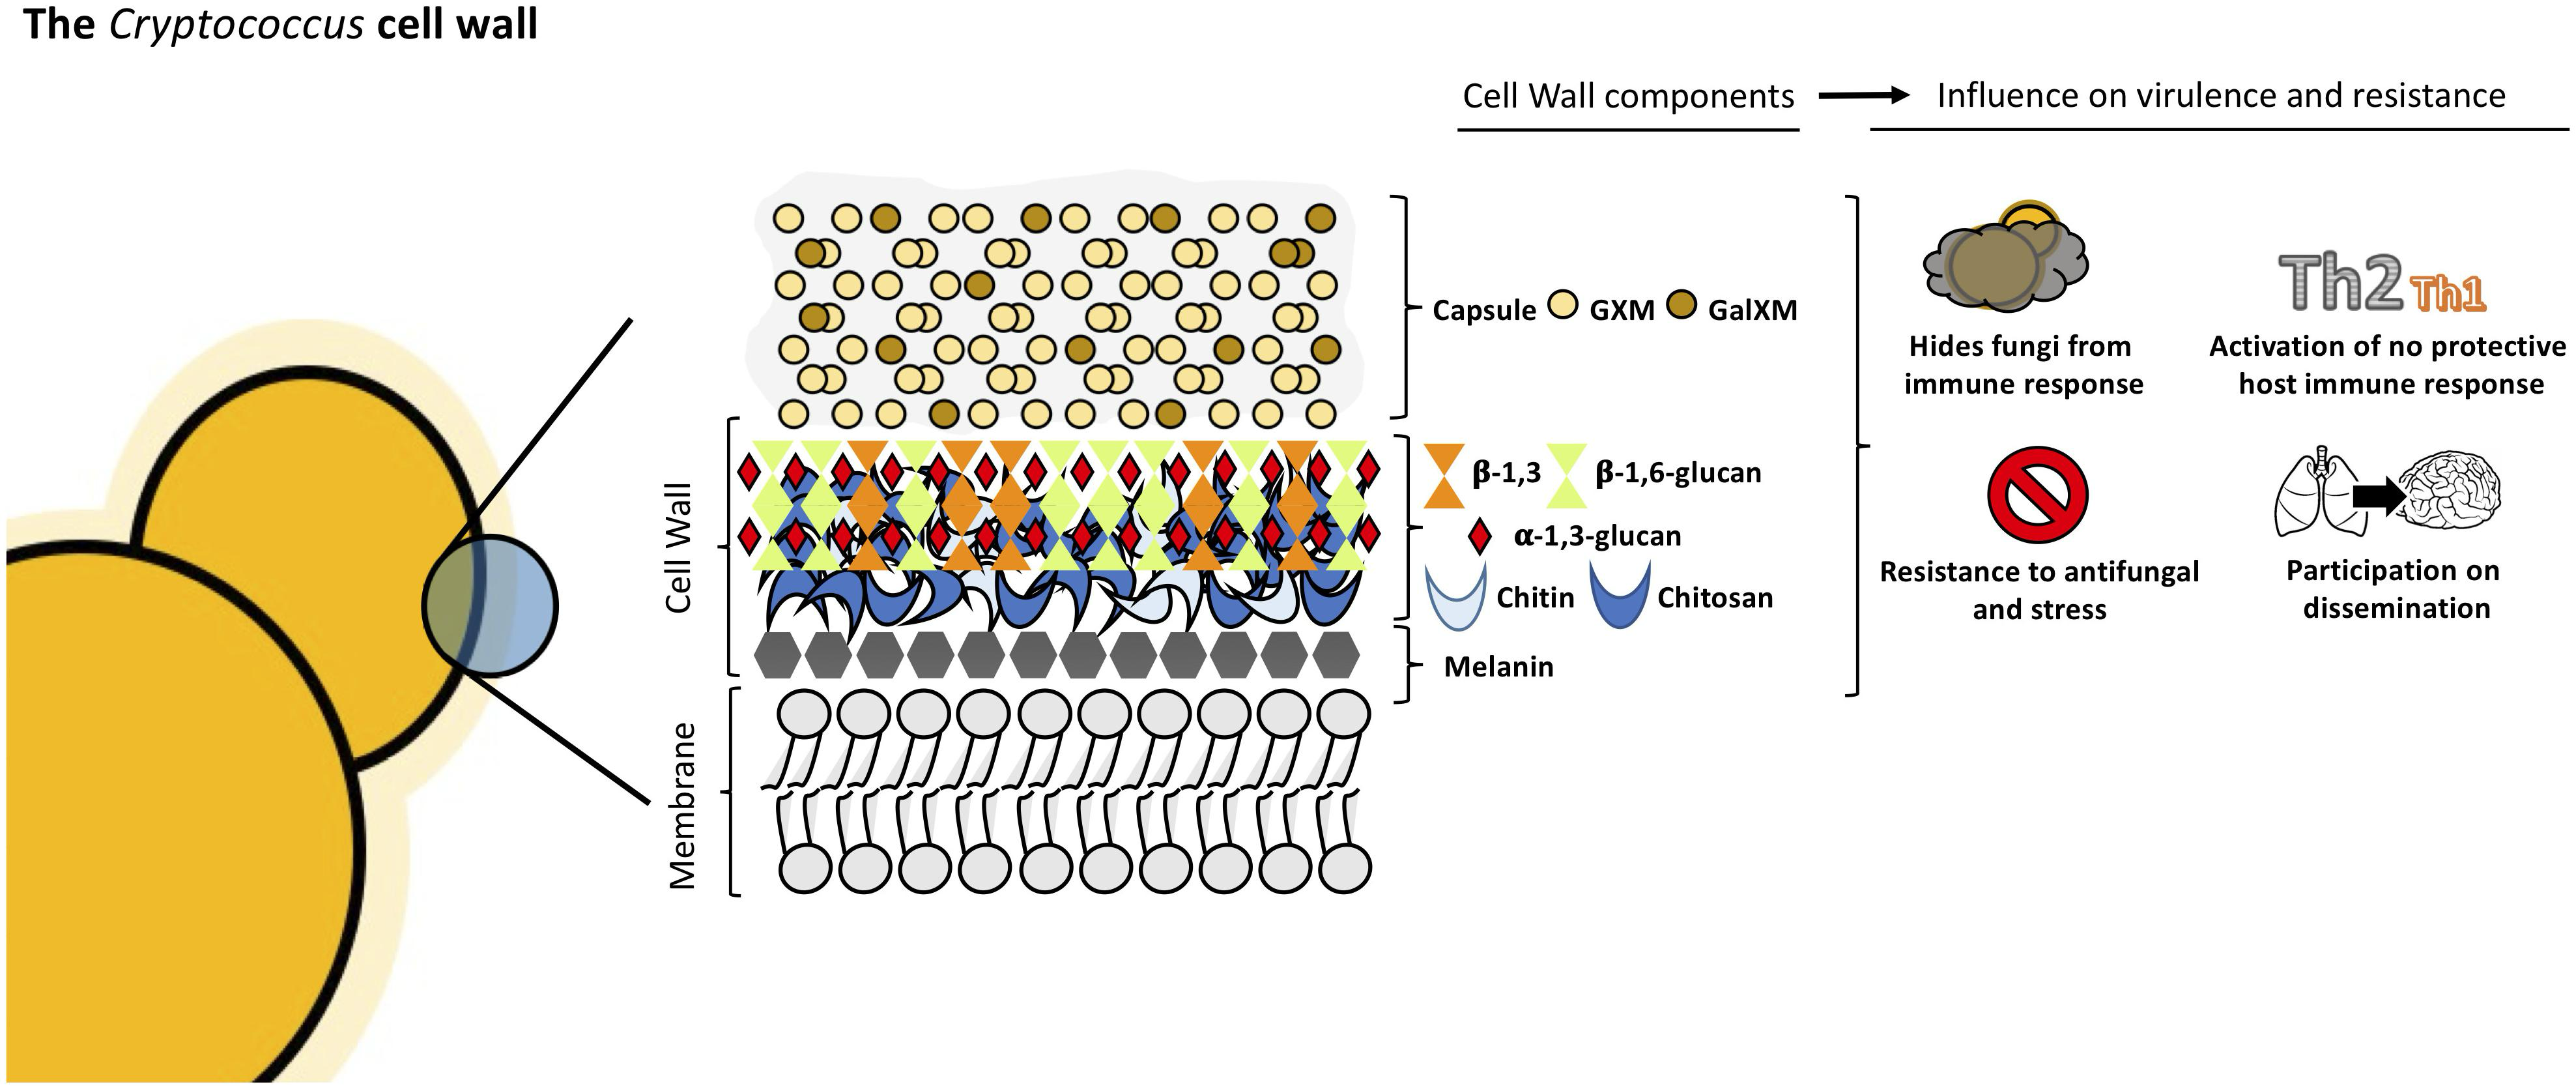 The Cryptococcus cell wall
Cell Wall components
Influence on virulence and resistance
Capsule GXM GalXM
Cell Wall
β-1,3 β-1,6-glucan
α-1,3-glucan
Chitin Chitosan
Melanin
Membrane
Hides fungi from
immune response
Th2 Th1
Activation of no protective
host immune response
Resistance to antifungal
and stress
Participation on
dissemination